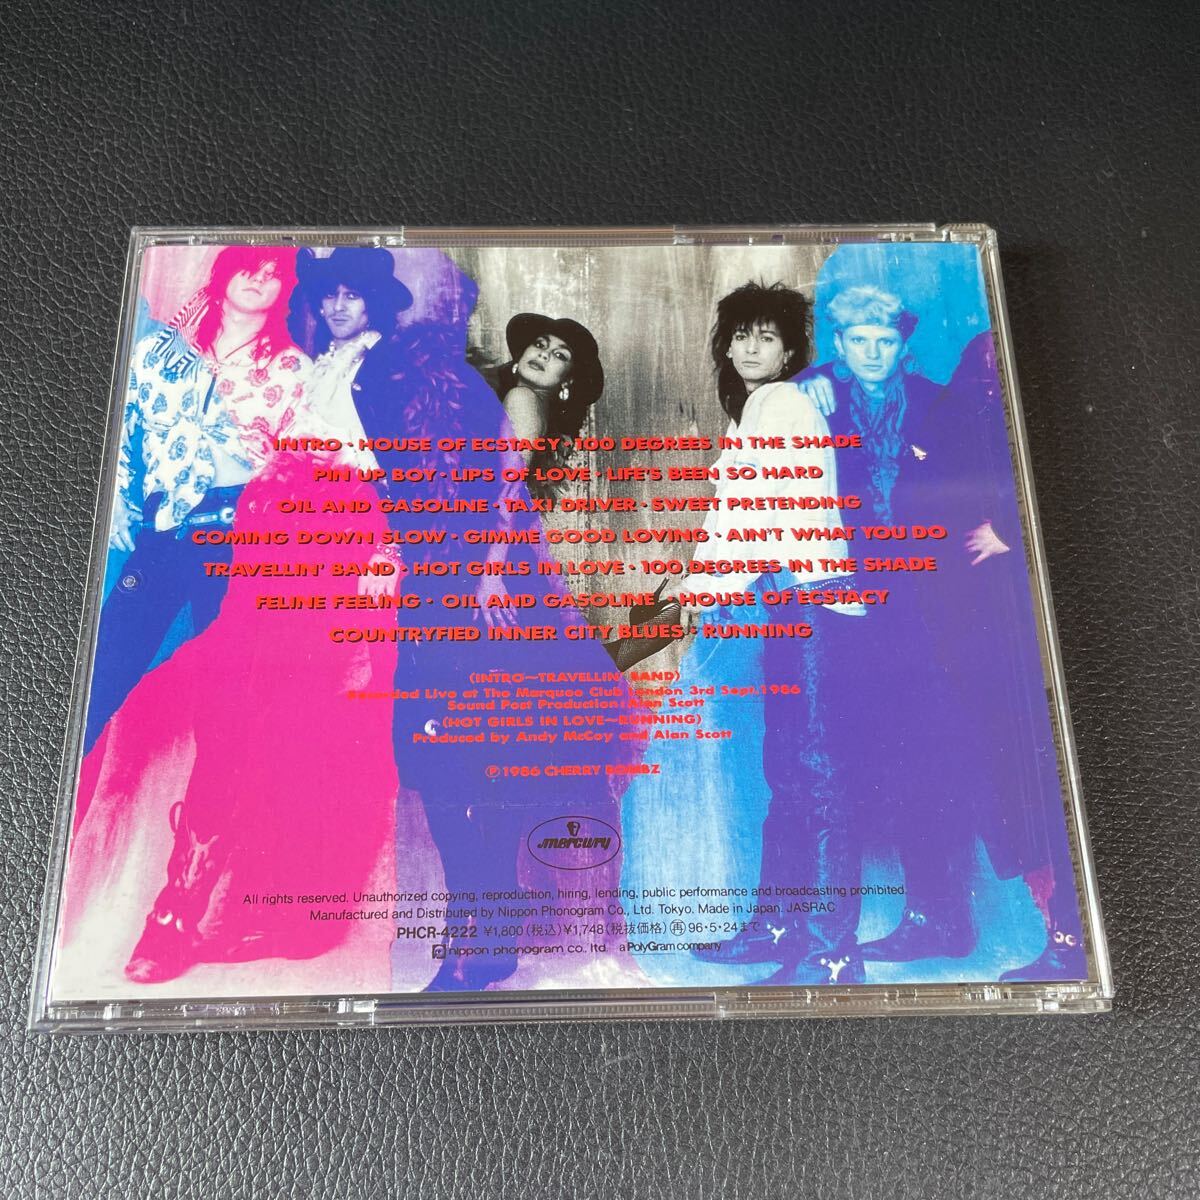 INTRO・HOUSE OF ECSTACY・100 DEGREES IN THE SHADE
PIN UP BOY・LIPS OF LOVE・LIFE'S BEEN SO HARD
OIL AND GASOLINE・TAXI DRIVER・SWEET PRETENDING
COMING DOWN SLOW・GIMME GOOD LOVING・AIN'T WHAT YOU DO
TRAVELLIN' BAND・HOT GIRLS IN LOVE・100 DEGREES IN THE SHADE
FELINE FEELING・OIL AND GASOLINE・HOUSE OF ECSTACY
COUNTRYFIED INNER CITY BLUES・RUNNING
(INTRO~TRAVELLIN' BAND)
Recorded Live at The Marquee Club London 3rd Sept.1986
Sound Post Production: Alan Scott
(HOT GIRLS IN LOVE~RUNNING)
Produced by Andy McCoy and Alan Scott
Ⓟ1986 CHERRY BOMBZ
mercury
All rights reserved. Unauthorized copying, reproduction, hiring, lending, public performance and broadcasting prohibited.
Manufactured and Distributed by Nippon Phonogram Co., Ltd. Tokyo. Made in Japan. JASRAC
PHCR-4222 ¥1,800(税込)¥1,748(税抜価格)㊢96・5・24まで
nippon phonogram co., ltd. a PolyGram company